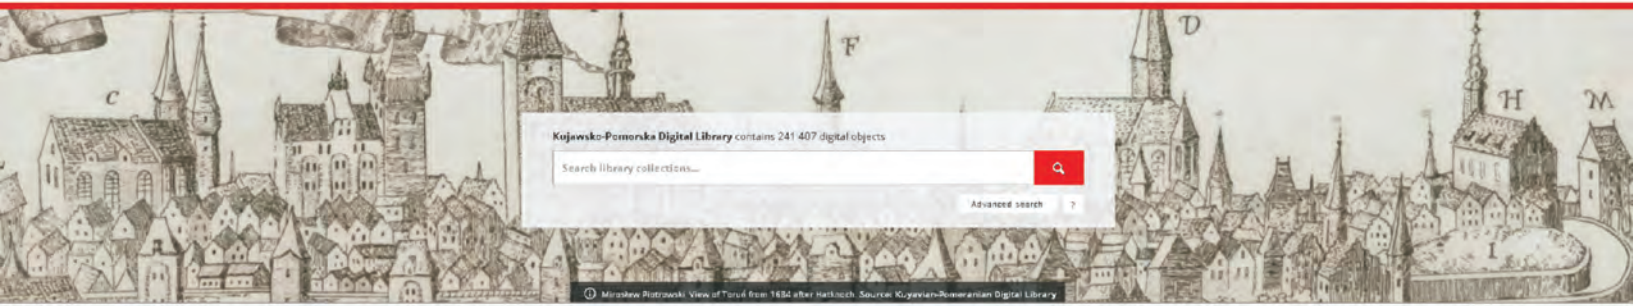 C
F
D
H
M
Kujawsko-Pomorska Digital Library contains 241 407 digital objects
Search library collections...
Advanced search ?
I
Mirosław Piotrowski. View of Toruń from 1684 after Hartknoch. Source: Kuyavian-Pomeranian Digital Library